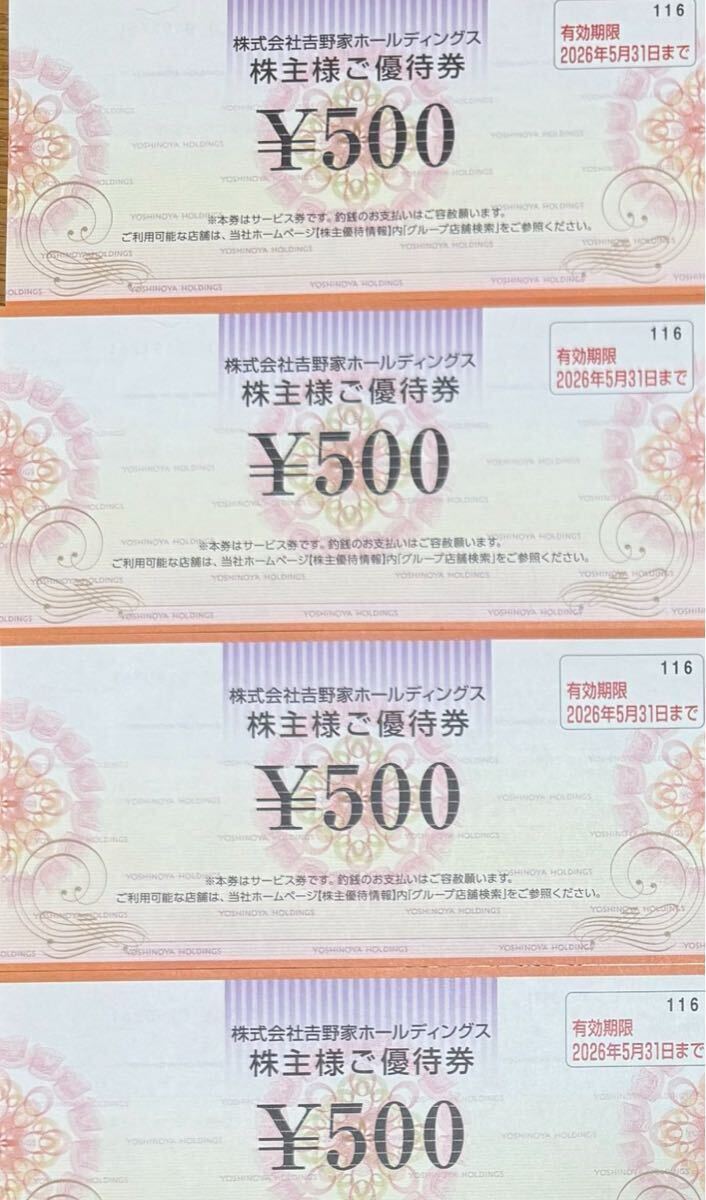 116
有効期限
2026年5月31日まで
株式会社吉野家ホールディングス
株主様ご優待券
¥500
※本券はサービス券です。釣銭のお支払いはご容赦願います。
ご利用可能な店舗は、当社ホームページ【株主優待情報】内「グループ店舗検索」をご参照ください。
YOSHINOYA HOLDINGS
116
有効期限
2026年5月31日まで
株式会社吉野家ホールディングス
株主様ご優待券
¥500
※本券はサービス券です。釣銭のお支払いはご容赦願います。
ご利用可能な店舗は、当社ホームページ【株主優待情報】内「グループ店舗検索」をご参照ください。
YOSHINOYA HOLDINGS
116
有効期限
2026年5月31日まで
株式会社吉野家ホールディングス
株主様ご優待券
¥500
※本券はサービス券です。釣銭のお支払いはご容赦願います。
ご利用可能な店舗は、当社ホームページ【株主優待情報】内「グループ店舗検索」をご参照ください。
YOSHINOYA HOLDINGS
116
有効期限
2026年5月31日まで
株式会社吉野家ホールディングス
株主様ご優待券
¥500
YOSHINOYA HOLDINGS